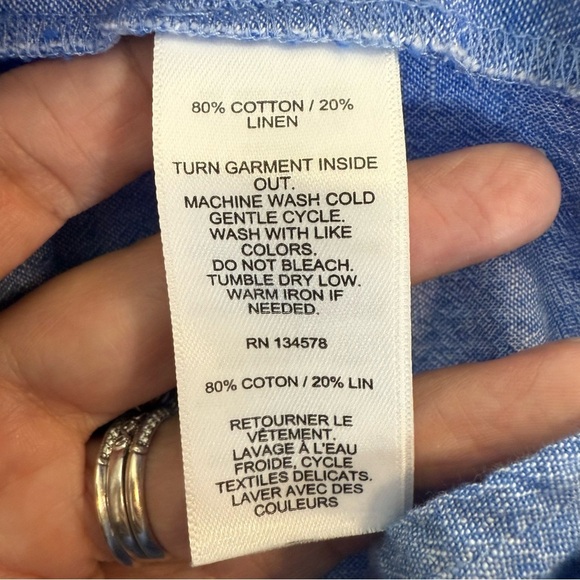 80% COTTON / 20%
LINEN
TURN GARMENT INSIDE
OUT.
MACHINE WASH COLD
GENTLE CYCLE.
WASH WITH LIKE
COLORS.
DO NOT BLEACH.
TUMBLE DRY LOW.
WARM IRON IF
NEEDED.
RN 134578
80% COTON / 20% LIN
RETOURNER LE
VÊTEMENT.
LAVAGE À L'EAU
FROIDE, CYCLE
TEXTILES DÉLICATS.
LAVER AVEC DES
COULEURS